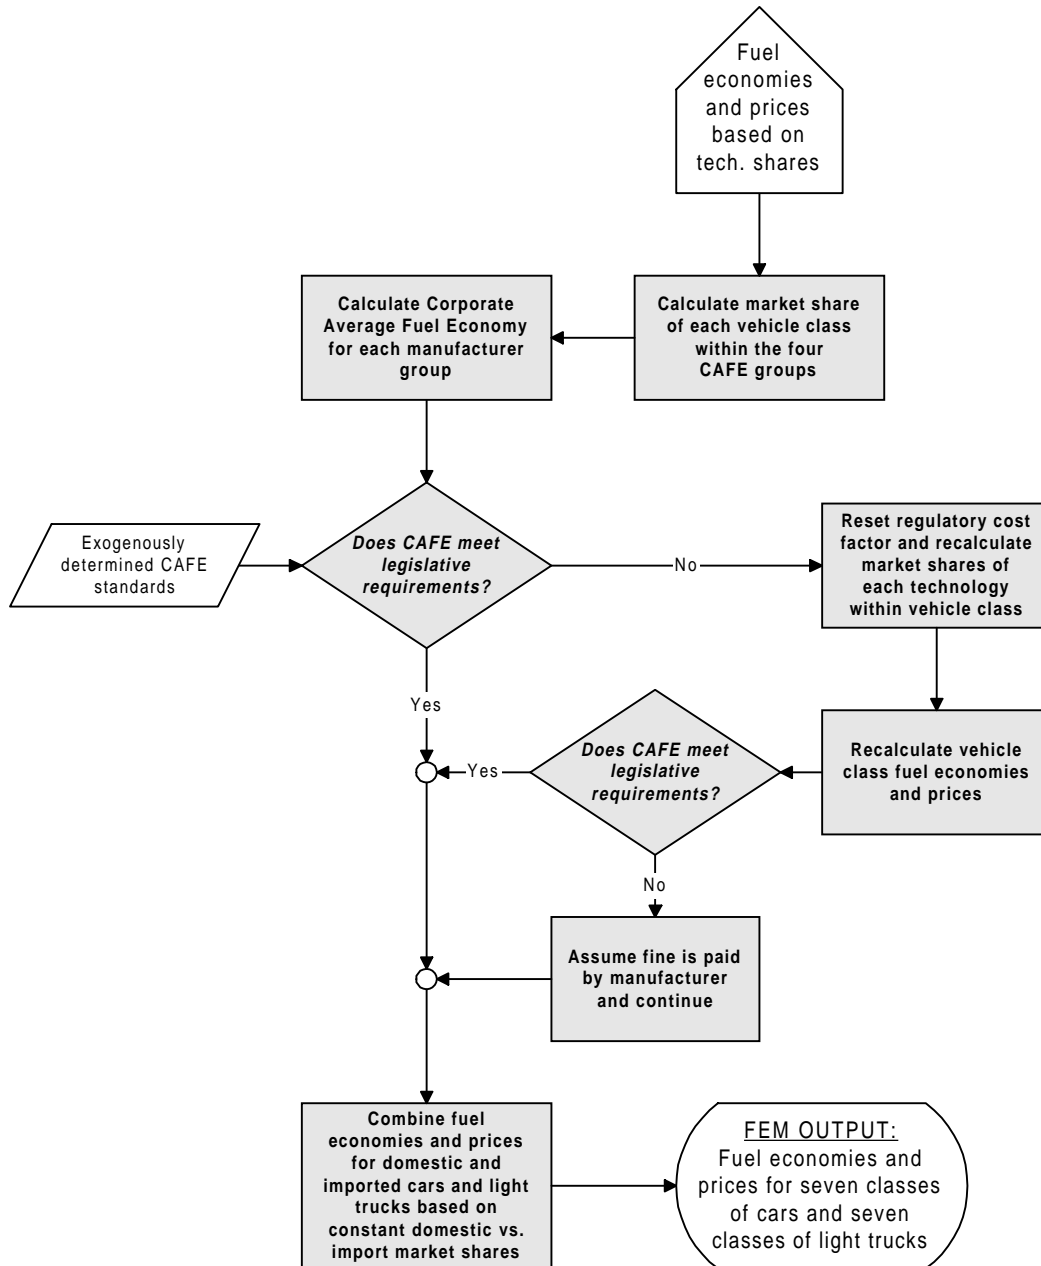 Fuel
economies
and prices
based on
tech. shares
Calculate Corporate
Average Fuel Economy
for each manufacturer
group
Calculate market share
of each vehicle class
within the four
CAFE groups
Exogenously
determined CAFE
standards
Does CAFE meet
legislative
requirements?
No
Reset regulatory cost
factor and recalculate
market shares of
each technology
within vehicle class
Yes
Does CAFE meet
legislative
requirements?
Yes
Recalculate vehicle
class fuel economies
and prices
No
Assume fine is paid
by manufacturer
and continue
Combine fuel
economies and prices
for domestic and
imported cars and light
trucks based on
constant domestic vs.
import market shares
FEM OUTPUT:
Fuel economies and
prices for seven classes
of cars and seven
classes of light trucks